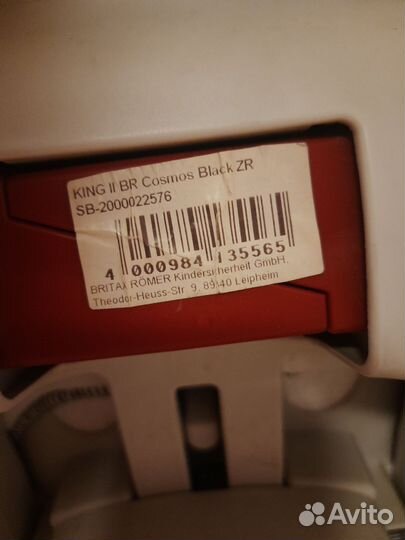 KING II BR Cosmos Black ZR
SB-2000022576
4 000984 135565
BRITAX RÖMER Kindersicherheit GmbH,
Theodor-Heuss-Str 9, 89340 Leipheim
Avito